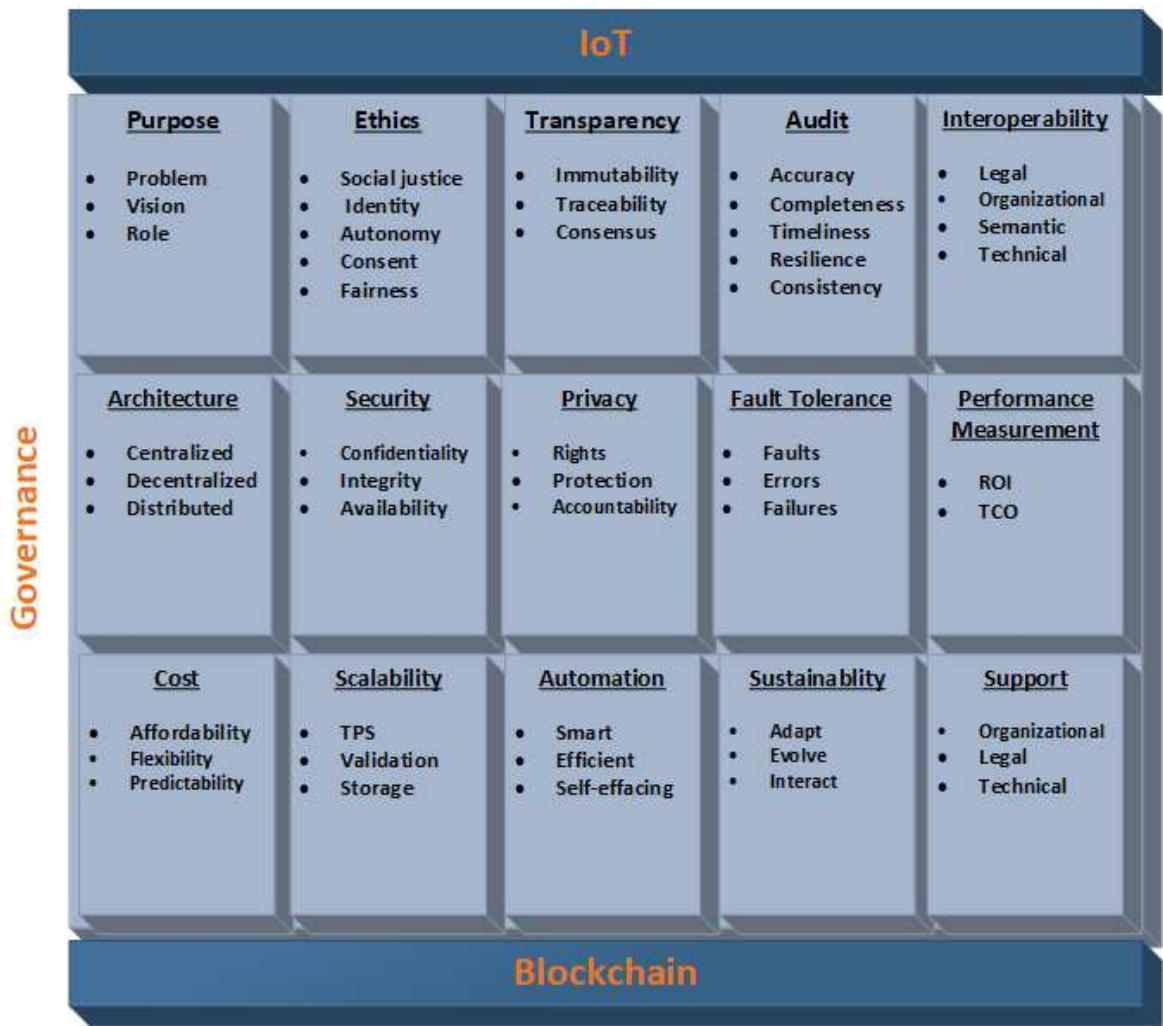 IoT
Governance
Purpose
• Problem
• Vision
• Role
Ethics
• Social justice
• Identity
• Autonomy
• Consent
• Fairness
Transparency
• Immutability
• Traceability
• Consensus
Audit
• Accuracy
• Completeness
• Timeliness
• Resilience
• Consistency
Interoperability
• Legal
• Organizational
• Semantic
• Technical
Architecture
• Centralized
• Decentralized
• Distributed
Security
• Confidentiality
• Integrity
• Availability
Privacy
• Rights
• Protection
• Accountability
Fault Tolerance
• Faults
• Errors
• Failures
Performance
Measurement
• ROI
• TCO
Cost
• Affordability
• Flexibility
• Predictability
Scalability
• TPS
• Validation
• Storage
Automation
• Smart
• Efficient
• Self-effacing
Sustainablity
• Adapt
• Evolve
• Interact
Support
• Organizational
• Legal
• Technical
Blockchain